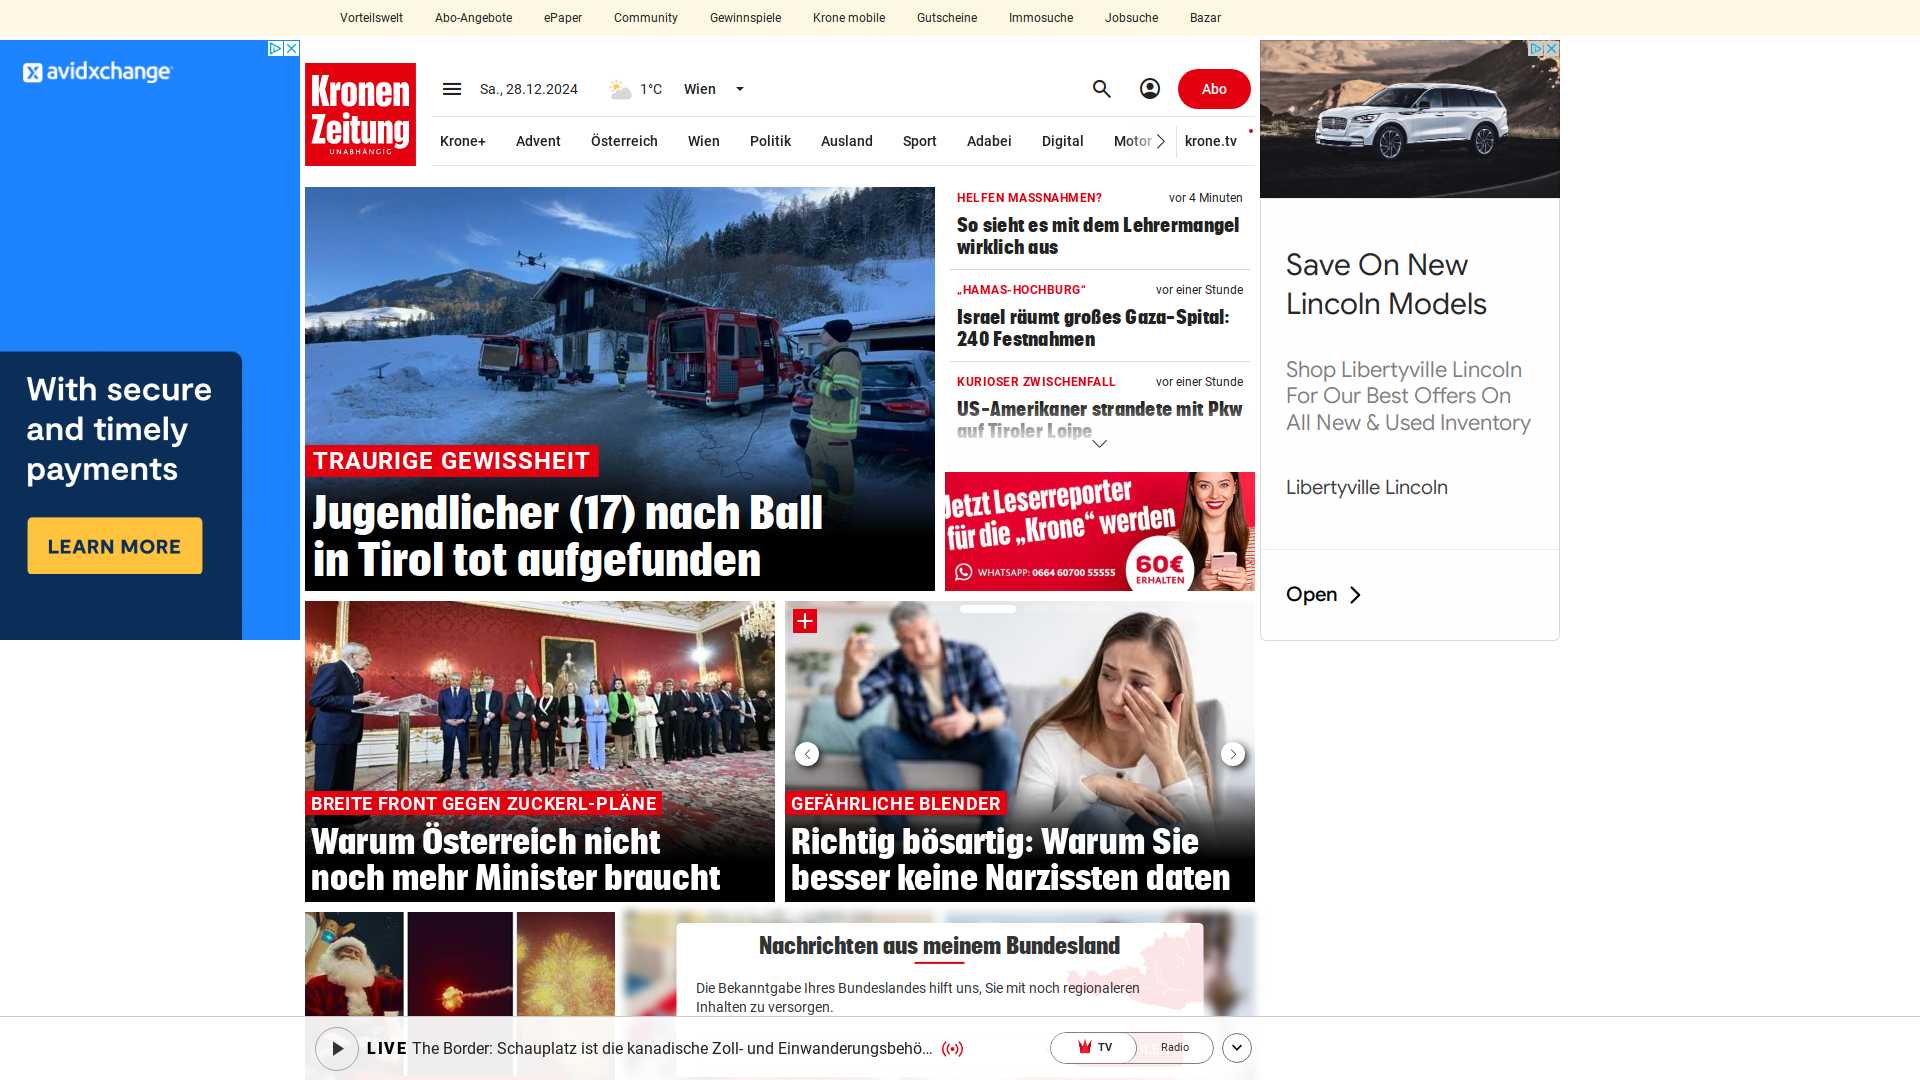 Vorteilswelt Abo-Angebote ePaper Community Gewinnspiele Krone mobile Gutscheine Immosuche Jobsuche Bazar
avidxchange
With secure
and timely
payments
LEARN MORE
Kronen
Zeitung
UNABHÄNGIG
Sa., 28.12.2024 1°C Wien
Abo
Krone+ Advent Österreich Wien Politik Ausland Sport Adabei Digital Motor krone.tv
TRAURIGE GEWISSHEIT
Jugendlicher (17) nach Ball
in Tirol tot aufgefunden
HELFEN MASSNAHMEN? vor 4 Minuten
So sieht es mit dem Lehrermangel
wirklich aus
„HAMAS-HOCHBURG“ vor einer Stunde
Israel räumt großes Gaza-Spital:
240 Festnahmen
KURIOSER ZWISCHENFALL vor einer Stunde
US-Amerikaner strandete mit Pkw
auf Tiroler Loipe
Jetzt Leserreporter
für die „Krone“ werden
WHATSAPP: 0664 60700 55555
60€
ERHALTEN
Save On New
Lincoln Models
Shop Libertyville Lincoln
For Our Best Offers On
All New & Used Inventory
Libertyville Lincoln
Open
BREITE FRONT GEGEN ZUCKERL-PLÄNE
Warum Österreich nicht
noch mehr Minister braucht
GEFÄHRLICHE BLENDER
Richtig bösartig: Warum Sie
besser keine Narzissten daten
Nachrichten aus meinem Bundesland
Die Bekanntgabe Ihres Bundeslandes hilft uns, Sie mit noch regionaleren
Inhalten zu versorgen.
LIVE The Border: Schauplatz ist die kanadische Zoll- und Einwanderungsbehö...
TV Radio